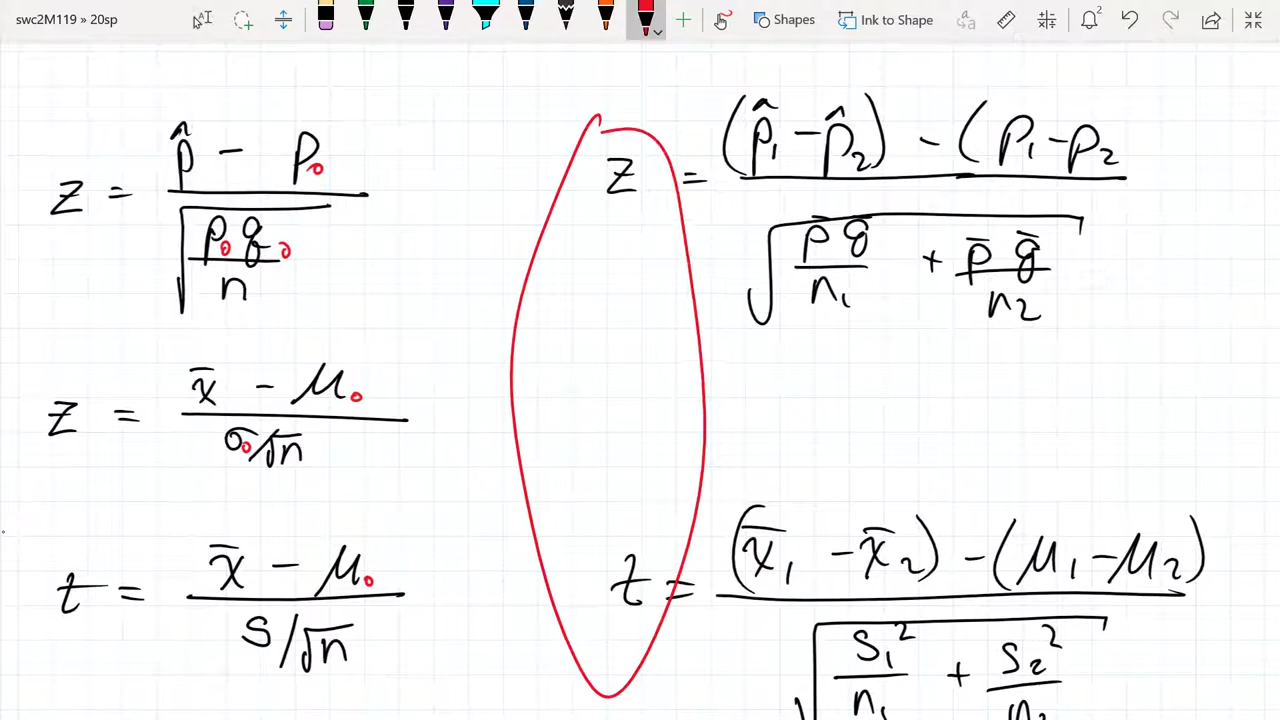 swc2M119 » 20sp
Shapes
Ink to Shape
2
z = (p̂ - p₀) / √(p₀q₀ / n)
z = ((p̂₁ - p̂₂) - (p₁ - p₂) / √(p̄ q̄ / n₁ + p̄ q̄ / n₂)
z = (x̄ - μ₀) / (σ₀/√n)
t = (x̄ - μ₀) / (s/√n)
t = ((x̄₁ - x̄₂) - (μ₁ - μ₂)) / √(s₁² / n₁ + s₂² / n₂)